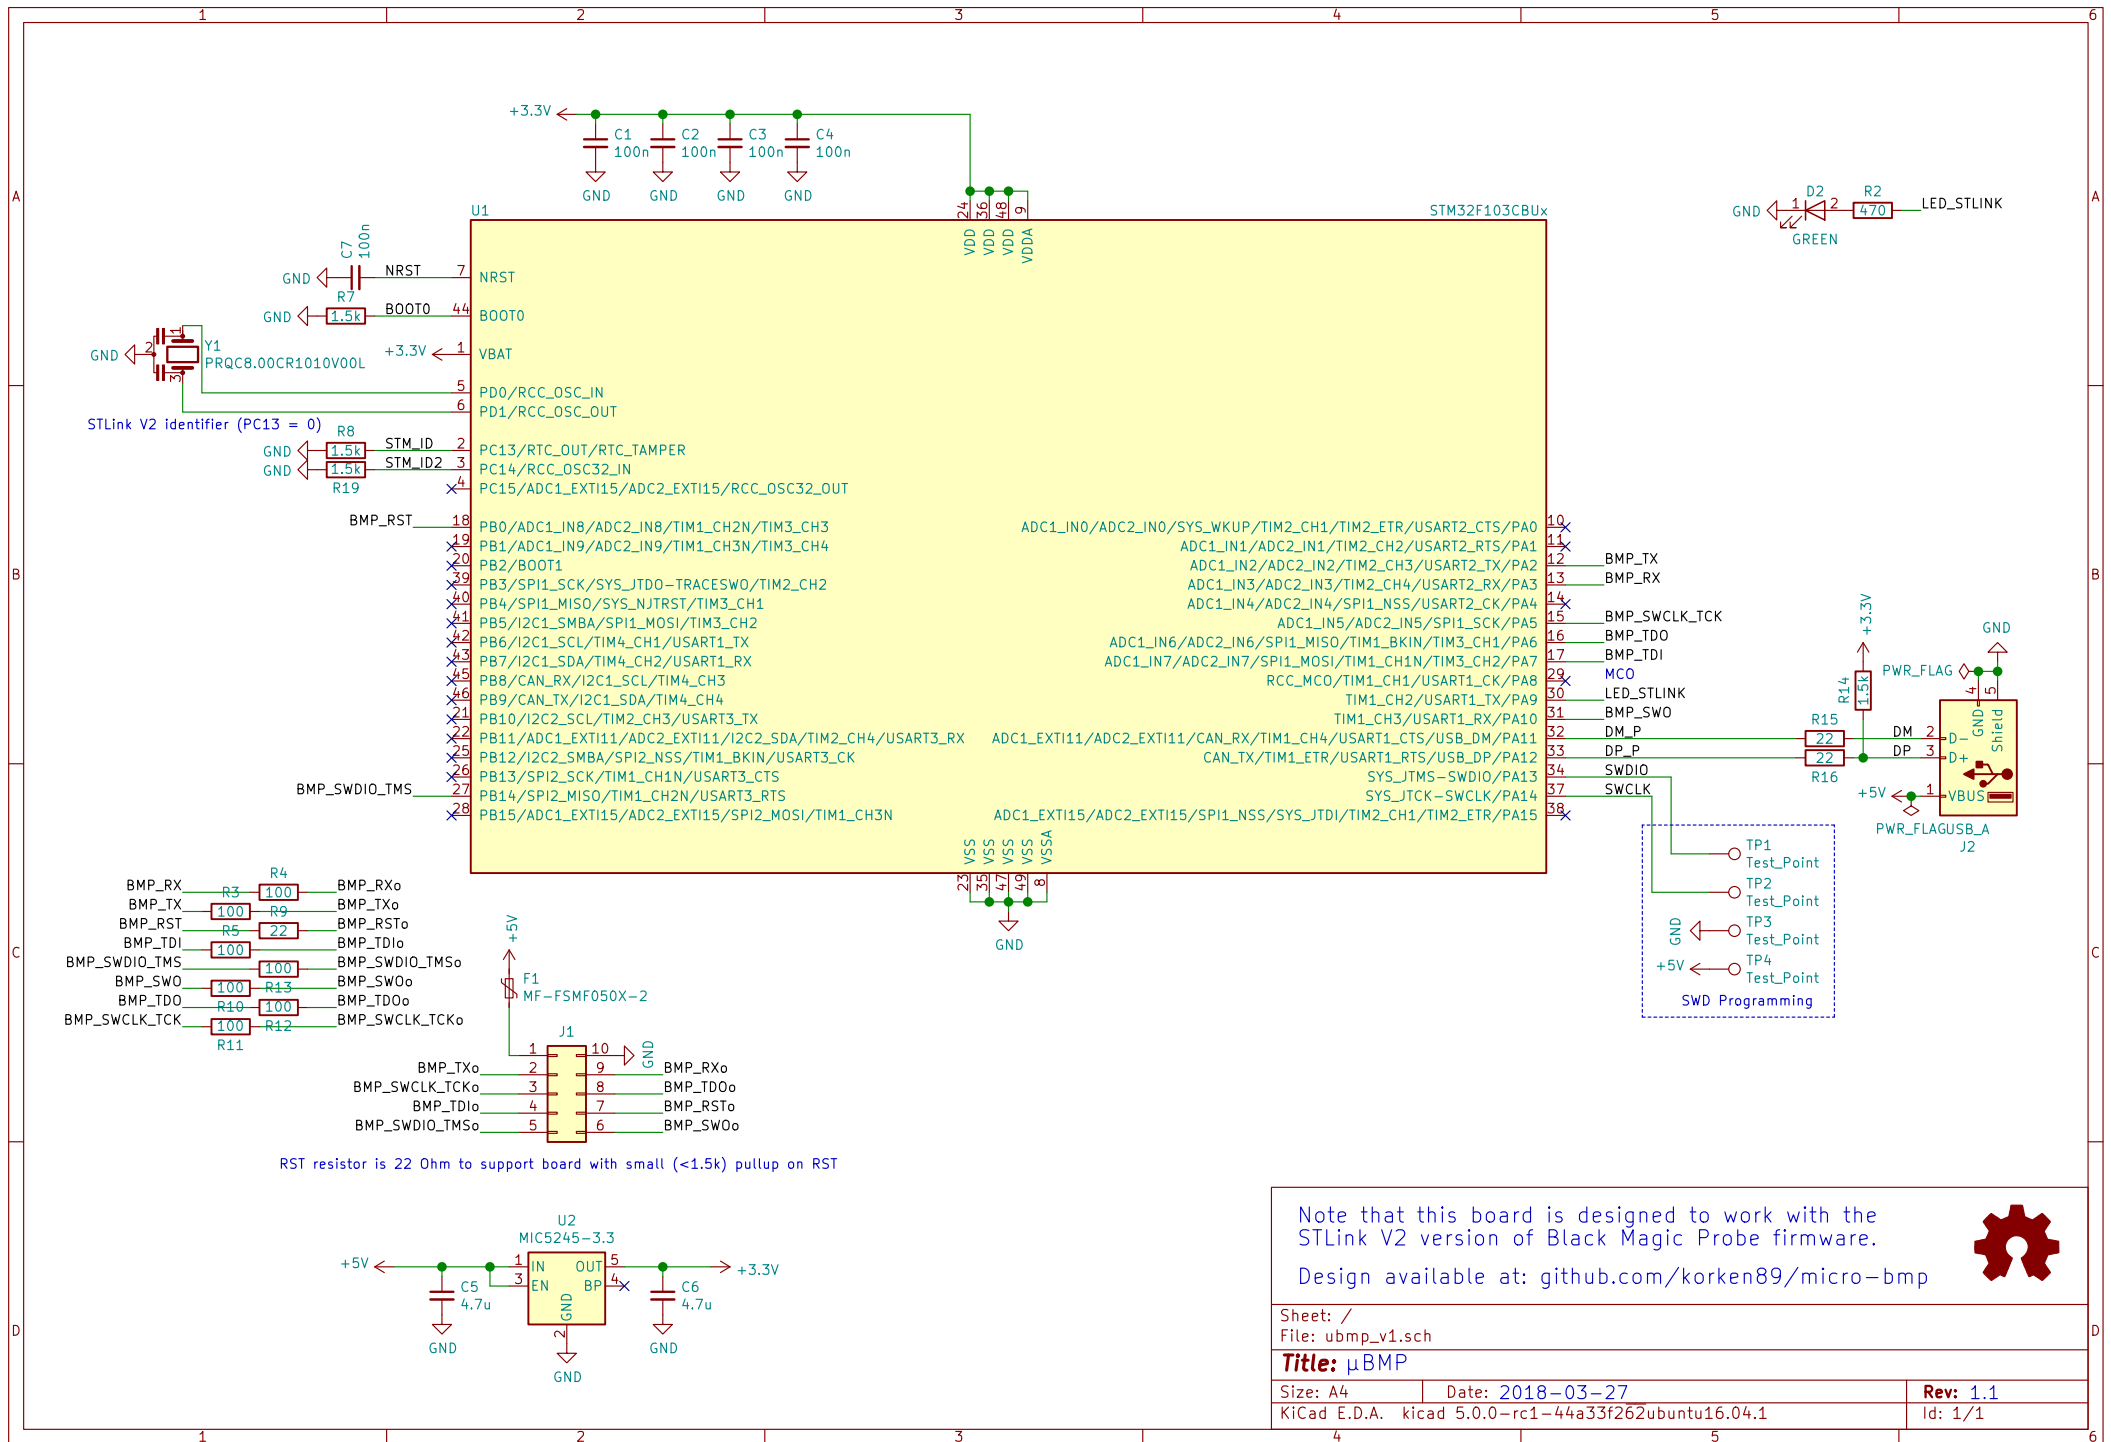 1 2 3 4 5 6
A
B
C
D
A
B
C
D
1 2 3 4 5 6
+3.3V
C1
100n
C2
100n
C3
100n
C4
100n
GND GND GND GND
U1
STM32F103CBUx
24 36 48 9
VDD VDD VDD VDDA
D2
R2
GND 1 2 470 LED_STLINK
GREEN
C7
100n
GND NRST 7 NRST
R7
GND 1.5k BOOT0 44 BOOT0
+3.3V 1 VBAT
GND 2 1 3
Y1
PRQC8.00CR1010V00L
5 PD0/RCC_OSC_IN
6 PD1/RCC_OSC_OUT
STLink V2 identifier (PC13 = 0)
R8
GND 1.5k STM_ID 2 PC13/RTC_OUT/RTC_TAMPER
GND 1.5k STM_ID2 3 PC14/RCC_OSC32_IN
R19
4 PC15/ADC1_EXTI15/ADC2_EXTI15/RCC_OSC32_OUT
BMP_RST 18 PB0/ADC1_IN8/ADC2_IN8/TIM1_CH2N/TIM3_CH3
19 PB1/ADC1_IN9/ADC2_IN9/TIM1_CH3N/TIM3_CH4
20 PB2/BOOT1
39 PB3/SPI1_SCK/SYS_JTDO-TRACESWO/TIM2_CH2
40 PB4/SPI1_MISO/SYS_NJTRST/TIM3_CH1
41 PB5/I2C1_SMBA/SPI1_MOSI/TIM3_CH2
42 PB6/I2C1_SCL/TIM4_CH1/USART1_TX
43 PB7/I2C1_SDA/TIM4_CH2/USART1_RX
45 PB8/CAN_RX/I2C1_SCL/TIM4_CH3
46 PB9/CAN_TX/I2C1_SDA/TIM4_CH4
21 PB10/I2C2_SCL/TIM2_CH3/USART3_TX
22 PB11/ADC1_EXTI11/ADC2_EXTI11/I2C2_SDA/TIM2_CH4/USART3_RX
25 PB12/I2C2_SMBA/SPI2_NSS/TIM1_BKIN/USART3_CK
26 PB13/SPI2_SCK/TIM1_CH1N/USART3_CTS
BMP_SWDIO_TMS 27 PB14/SPI2_MISO/TIM1_CH2N/USART3_RTS
28 PB15/ADC1_EXTI15/ADC2_EXTI15/SPI2_MOSI/TIM1_CH3N
ADC1_IN0/ADC2_IN0/SYS_WKUP/TIM2_CH1/TIM2_ETR/USART2_CTS/PA0 10
ADC1_IN1/ADC2_IN1/TIM2_CH2/USART2_RTS/PA1 11
ADC1_IN2/ADC2_IN2/TIM2_CH3/USART2_TX/PA2 12 BMP_TX
ADC1_IN3/ADC2_IN3/TIM2_CH4/USART2_RX/PA3 13 BMP_RX
ADC1_IN4/ADC2_IN4/SPI1_NSS/USART2_CK/PA4 14
ADC1_IN5/ADC2_IN5/SPI1_SCK/PA5 15 BMP_SWCLK_TCK
ADC1_IN6/ADC2_IN6/SPI1_MISO/TIM1_BKIN/TIM3_CH1/PA6 16 BMP_TDO
ADC1_IN7/ADC2_IN7/SPI1_MOSI/TIM1_CH1N/TIM3_CH2/PA7 17 BMP_TDI
RCC_MCO/TIM1_CH1/USART1_CK/PA8 29 MCO
TIM1_CH2/USART1_TX/PA9 30 LED_STLINK
TIM1_CH3/USART1_RX/PA10 31 BMP_SWO
ADC1_EXTI11/ADC2_EXTI11/CAN_RX/TIM1_CH4/USART1_CTS/USB_DM/PA11 32 DM_P
CAN_TX/TIM1_ETR/USART1_RTS/USB_DP/PA12 33 DP_P
SYS_JTMS-SWDIO/PA13 34 SWDIO
SYS_JTCK-SWCLK/PA14 37 SWCLK
ADC1_EXTI15/ADC2_EXTI15/SPI1_NSS/SYS_JTDI/TIM2_CH1/TIM2_ETR/PA15 38
VSS VSS VSS VSS VSSA
23 35 47 49 8
GND
+3.3V
R14
1.5k
R15
22
22
R16
GND
PWR_FLAG
4 5
GND Shield
DM 2 D-
DP 3 D+
+5V 1 VBUS
PWR_FLAG
USB_A
J2
TP1
Test_Point
TP2
Test_Point
GND
TP3
Test_Point
+5V
TP4
Test_Point
SWD Programming
R4
BMP_RX 100 BMP_RXo
R3
BMP_TX 100 BMP_TXo
R9
BMP_RST 22 BMP_RSTo
R5
BMP_TDI 100 BMP_TDIo
BMP_SWDIO_TMS 100 BMP_SWDIO_TMSo
R13
BMP_SWO 100 BMP_SWOo
R10
BMP_TDO 100 BMP_TDOo
R12
BMP_SWCLK_TCK 100 BMP_SWCLK_TCKo
R11
+5V
F1
MF-FSMF050X-2
J1
1 10 GND
BMP_TXo 2 9 BMP_RXo
BMP_SWCLK_TCKo 3 8 BMP_TDOo
BMP_TDIo 4 7 BMP_RSTo
BMP_SWDIO_TMSo 5 6 BMP_SWOo
RST resistor is 22 Ohm to support board with small (<1.5k) pullup on RST
U2
MIC5245-3.3
+5V 1 IN OUT 5 +3.3V
3 EN BP 4
GND
2
C5
4.7u
C6
4.7u
GND GND GND
Note that this board is designed to work with the
STLink V2 version of Black Magic Probe firmware.
Design available at: github.com/korken89/micro-bmp
Sheet: /
File: ubmp_v1.sch
Title: µBMP
Size: A4 Date: 2018-03-27 Rev: 1.1
KiCad E.D.A. kicad 5.0.0-rc1-44a33f262ubuntu16.04.1 Id: 1/1